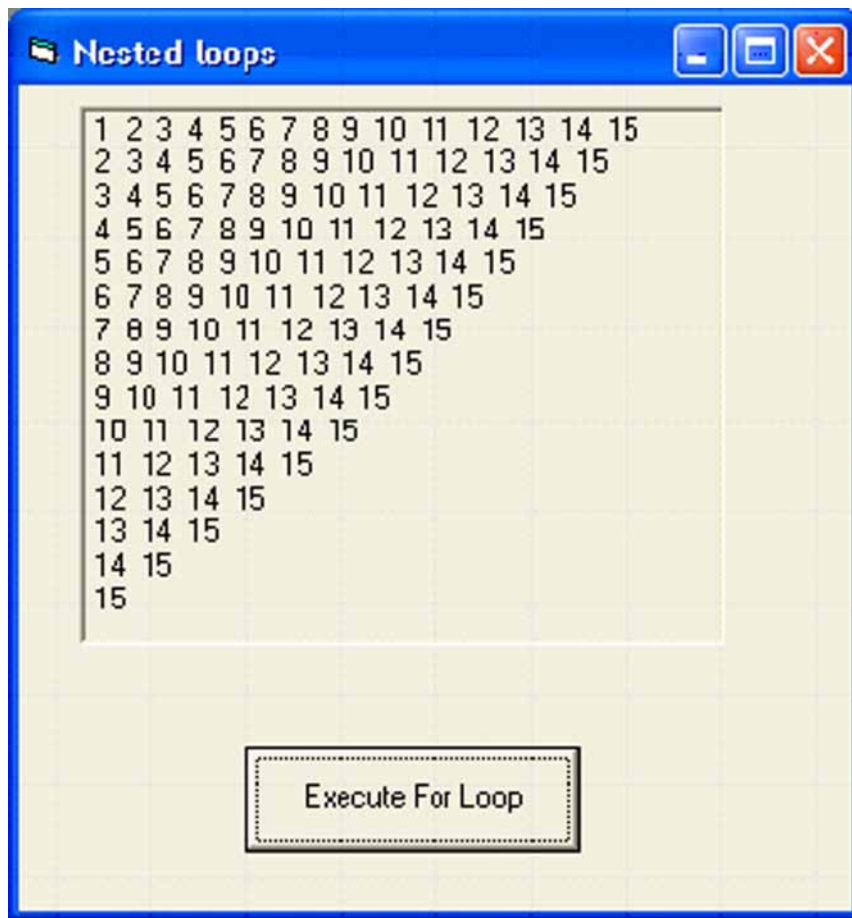 Nested loops
1 2 3 4 5 6 7 8 9 10 11 12 13 14 15
2 3 4 5 6 7 8 9 10 11 12 13 14 15
3 4 5 6 7 8 9 10 11 12 13 14 15
4 5 6 7 8 9 10 11 12 13 14 15
5 6 7 8 9 10 11 12 13 14 15
6 7 8 9 10 11 12 13 14 15
7 8 9 10 11 12 13 14 15
8 9 10 11 12 13 14 15
9 10 11 12 13 14 15
10 11 12 13 14 15
11 12 13 14 15
12 13 14 15
13 14 15
14 15
15
Execute For Loop